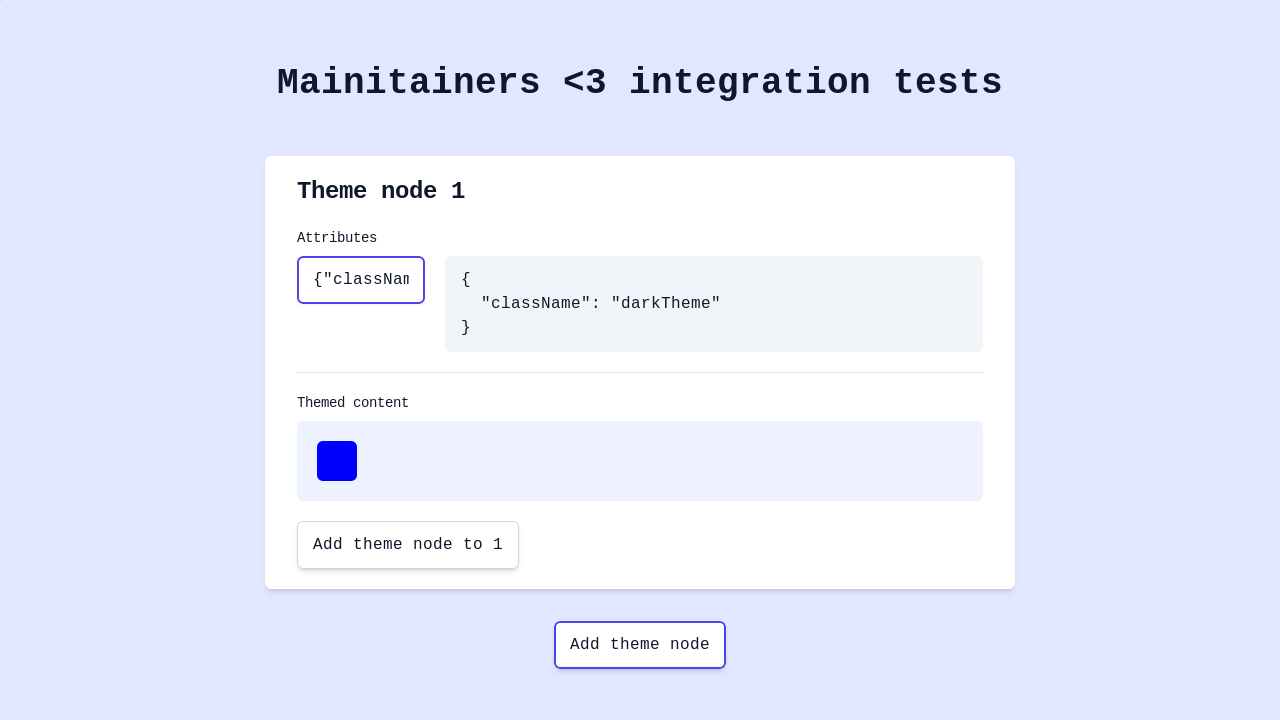 Mainitainers <3 integration tests
Theme node 1
Attributes
{"classNam
{
  "className": "darkTheme"
}
Themed content
Add theme node to 1
Add theme node